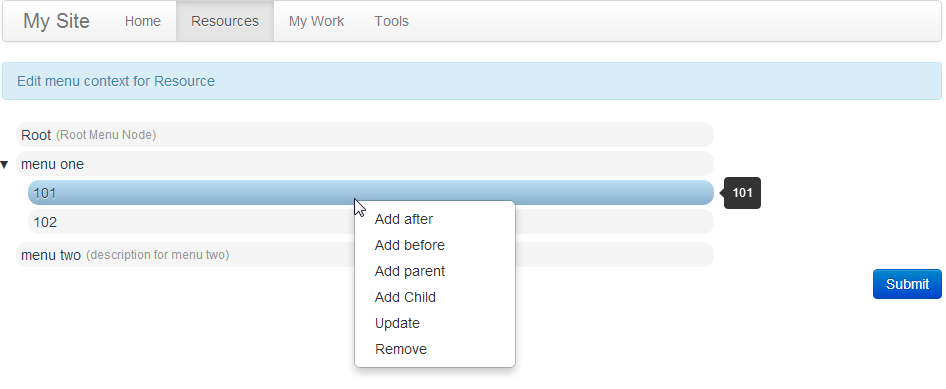 My Site Home Resources My Work Tools
Edit menu context for Resource
Root (Root Menu Node)
menu one
101 101
102
Add after
Add before
menu two (description for menu two)
Add parent
Submit
Add Child
Update
Remove